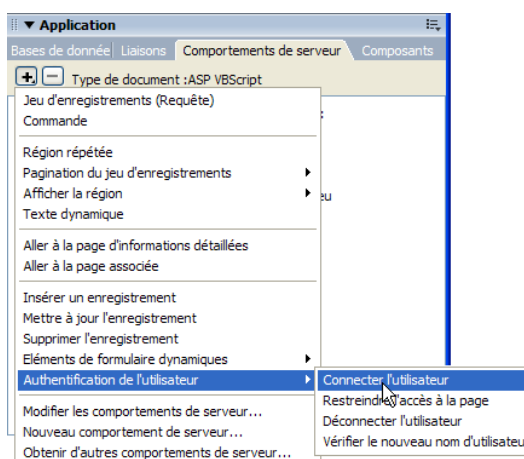 Application
Bases de donnée Liaisons Comportements de serveur Composants
Type de document :ASP VBScript
Jeu d'enregistrements (Requête)
Commande
Région répétée
Pagination du jeu d'enregistrements
Afficher la région
eu
Texte dynamique
Aller à la page d'informations détaillées
Aller à la page associée
Insérer un enregistrement
Mettre à jour l'enregistrement
Supprimer l'enregistrement
Eléments de formulaire dynamiques
Authentification de l'utilisateur
Connecter l'utilisateur
Restreindre l'accès à la page
Déconnecter l'utilisateur
Vérifier le nouveau nom d'utilisateu
Modifier les comportements de serveur...
Nouveau comportement de serveur...
Obtenir d'autres comportements de serveur...